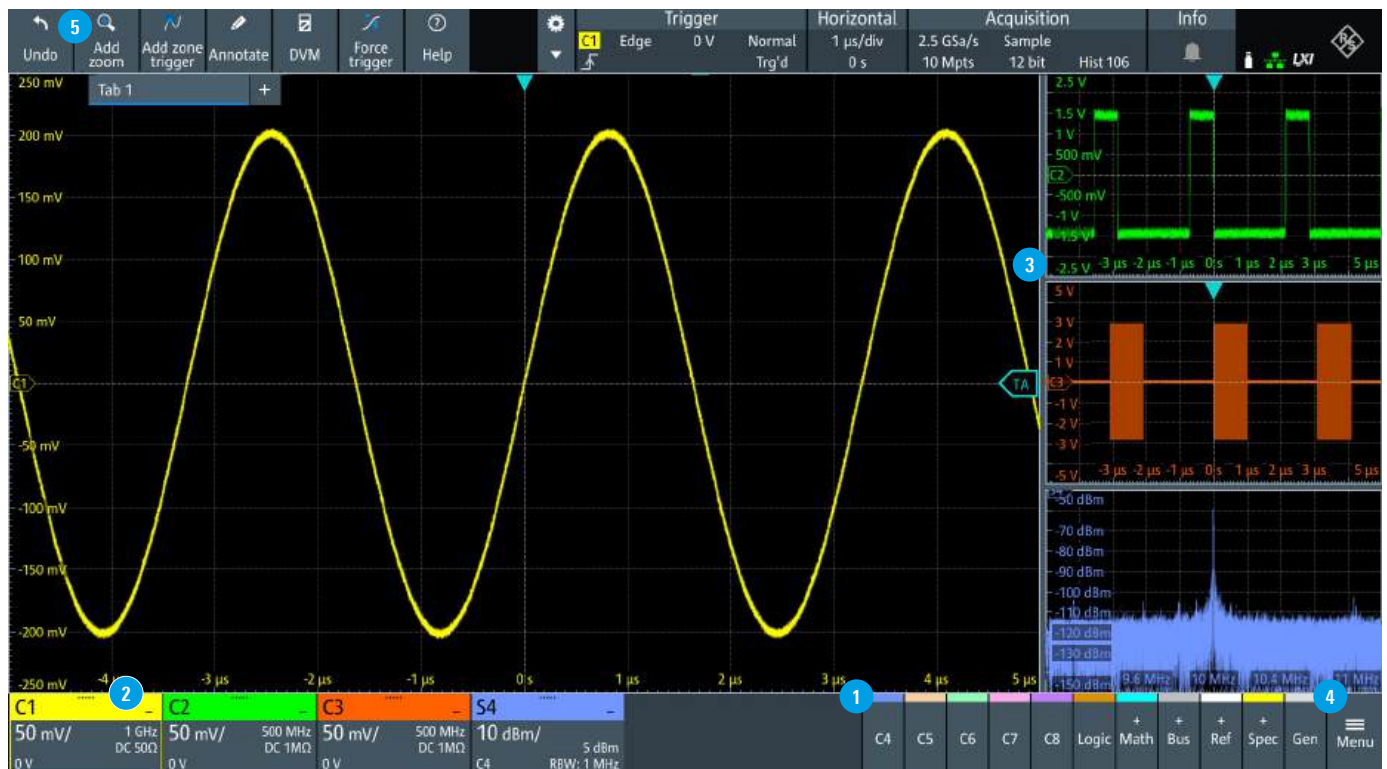 5
Undo
Add zoom
Add zone trigger
Annotate
DVM
Force trigger
Help
Trigger
C1 Edge 0 V Normal
Trg'd
Horizontal
1 µs/div
0 s
Acquisition
2.5 GSa/s Sample
10 Mpts 12 bit Hist 106
Info
LXI
R&S
Tab 1 +
250 mV
200 mV
150 mV
100 mV
50 mV
C1
-50 mV
-100 mV
-150 mV
-200 mV
-250 mV
-4 µs -3 µs -2 µs -1 µs 0 s 1 µs 2 µs 3 µs 4 µs 5 µs
TA
3
2.5 V
1.5 V
1 V
500 mV
C2
-500 mV
-1 V
-1.5 V
-2.5 V
-3 µs -2 µs -1 µs 0 s 1 µs 2 µs 3 µs 5 µs
5 V
3 V
2 V
1 V
C3
-1 V
-2 V
-3 V
-5 V
-3 µs -2 µs -1 µs 0 s 1 µs 2 µs 3 µs 5 µs
-50 dBm
-70 dBm
-80 dBm
-90 dBm
-100 dBm
-110 dBm
-120 dBm
-130 dBm
-150 dBm
9.6 MHz 10 MHz 10.4 MHz 11 MHz
2
C1
50 mV/ 1 GHz
DC 50Ω
0 V
C2
50 mV/ 500 MHz
DC 1MΩ
0 V
C3
50 mV/ 500 MHz
DC 1MΩ
0 V
S4
10 dBm/
5 dBm
C4 RBW: 1 MHz
1
4
C4 C5 C6 C7 C8 Logic
+ Math
+ Bus
+ Ref
+ Spec
Gen
Menu